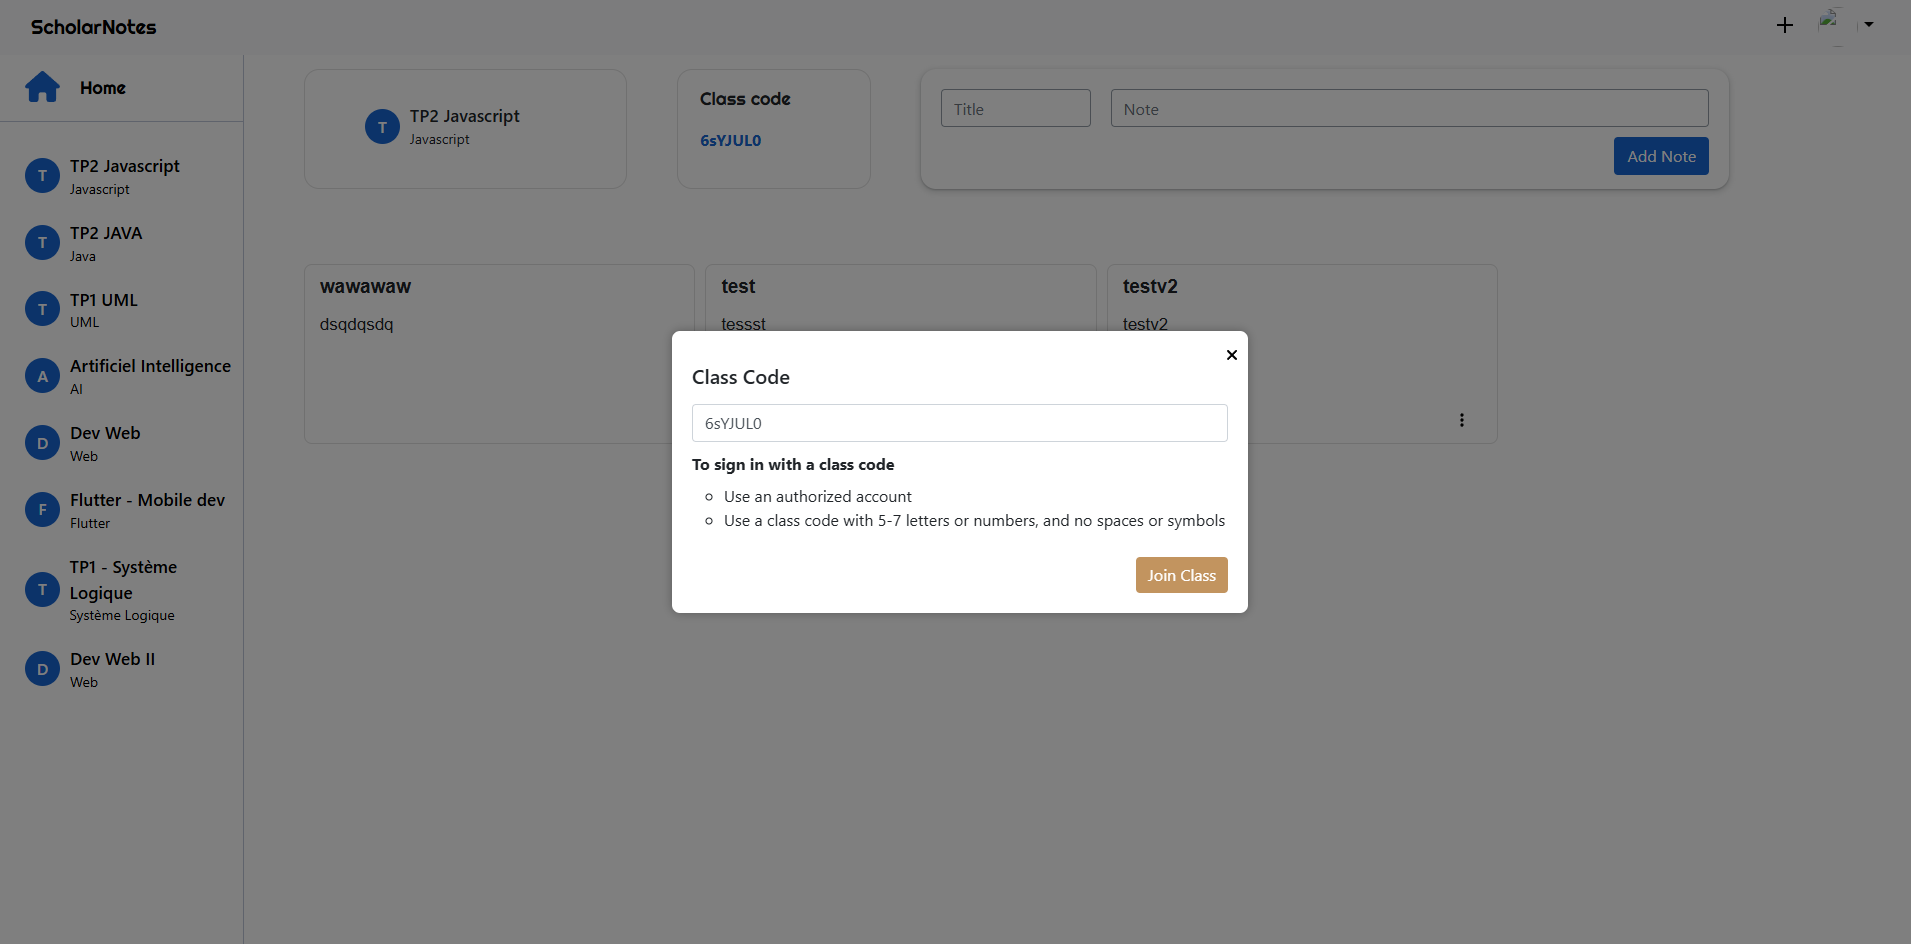 ScholarNotes
Home
TP2 Javascript
Javascript
TP2 JAVA
Java
TP1 UML
UML
Artificiel Intelligence
AI
Dev Web
Web
Flutter - Mobile dev
Flutter
TP1 - Système
Logique
Système Logique
Dev Web II
Web
T
T
T
A
D
F
T
D
T
TP2 Javascript
Javascript
Class code
6sYJUL0
Title
Note
Add Note
wawawaw
dsqdqsdq
test
tessst
testv2
testv2
Class Code
6sYJUL0
To sign in with a class code
Use an authorized account
Use a class code with 5-7 letters or numbers, and no spaces or symbols
Join Class